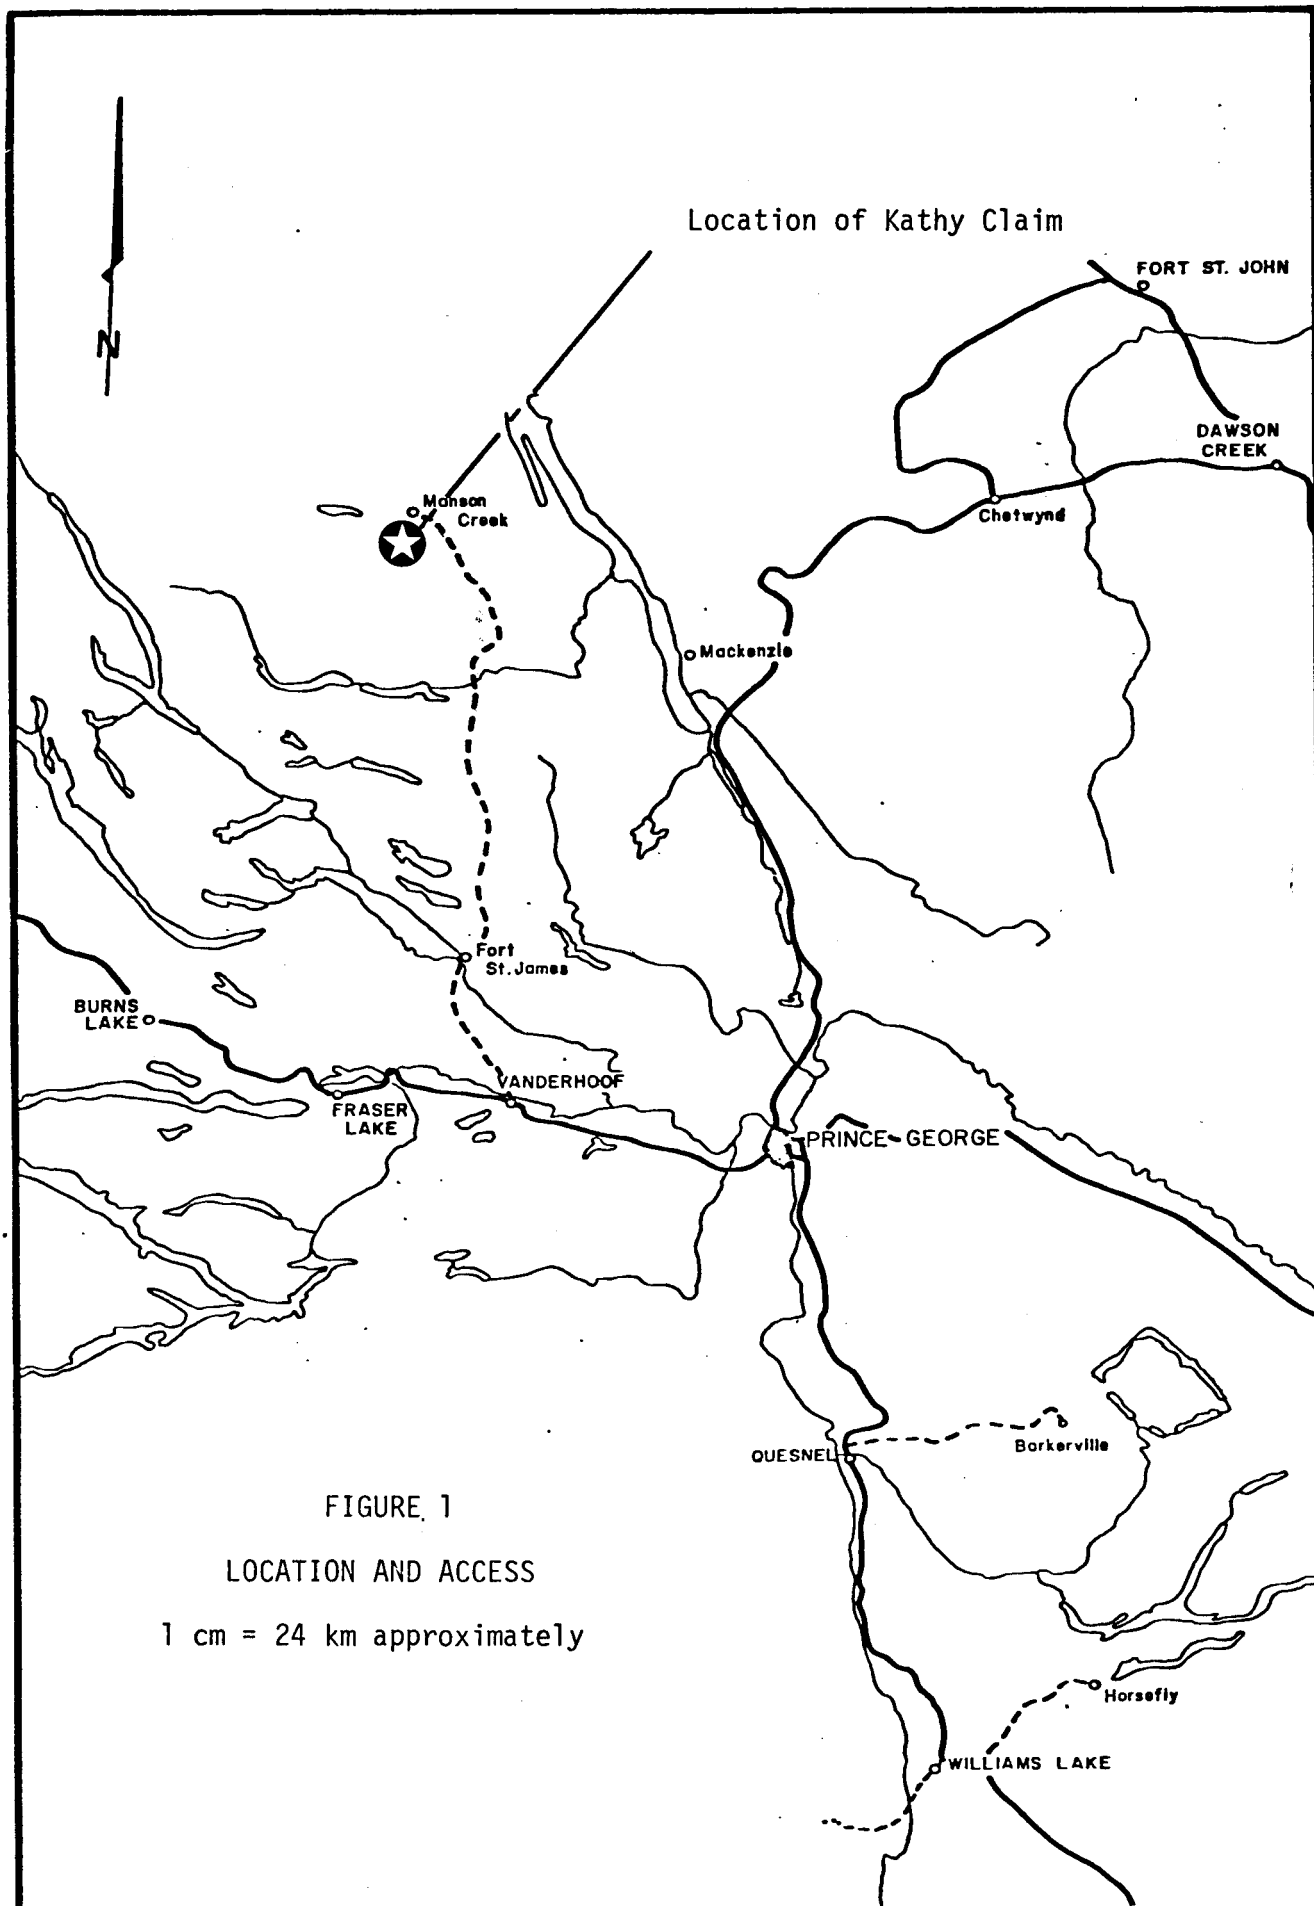 Location of Kathy Claim
FORT ST. JOHN
N
DAWSON
CREEK
Manson
Creek
Chetwynd
Mackenzie
Fort
St. James
BURNS
LAKE
VANDERHOOF
FRASER
LAKE
PRINCE GEORGE
Barkerville
QUESNEL
FIGURE 1
LOCATION AND ACCESS
1 cm = 24 km approximately
Horsefly
WILLIAMS LAKE